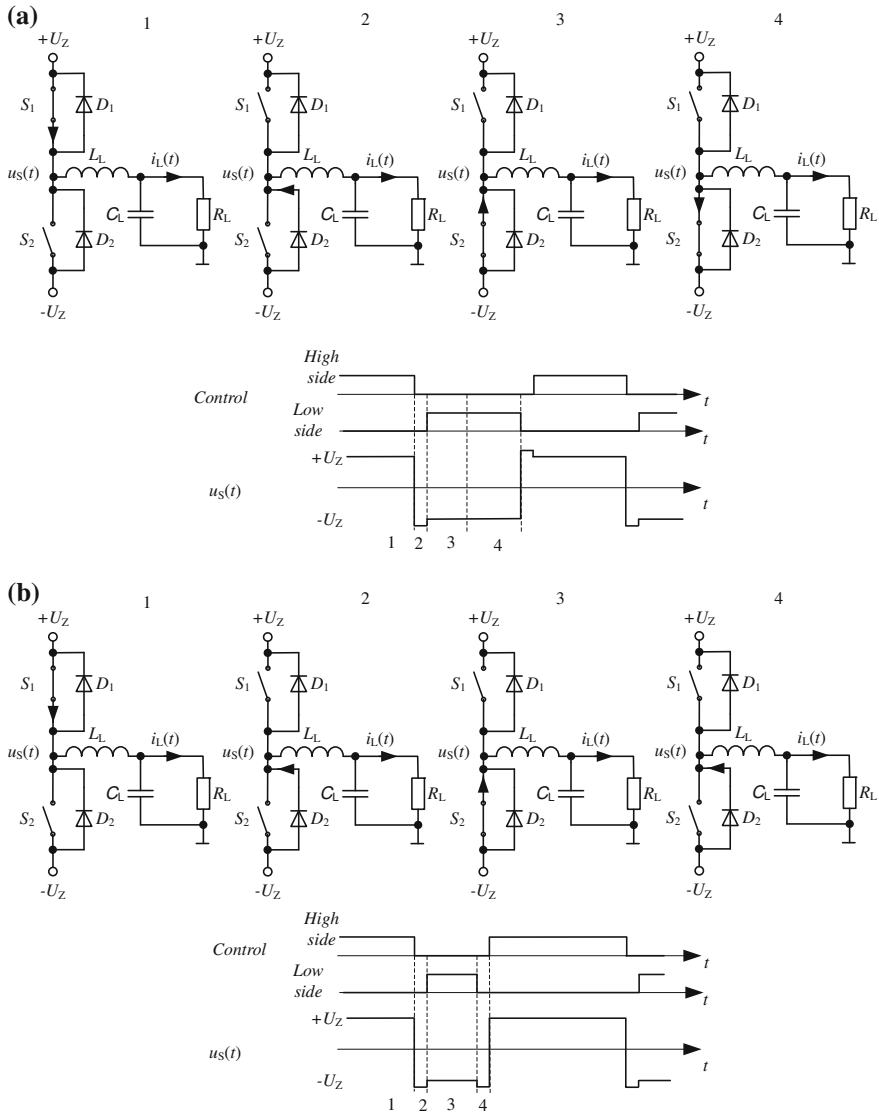 (a)
1 2 3 4
+U_Z +U_Z +U_Z +U_Z
S_1 D_1 S_1 D_1 S_1 D_1 S_1 D_1
u_S(t) L_L i_L(t) u_S(t) L_L i_L(t) u_S(t) L_L i_L(t) u_S(t) L_L i_L(t)
S_2 D_2 C_L R_L S_2 D_2 C_L R_L S_2 D_2 C_L R_L S_2 D_2 C_L R_L
-U_Z -U_Z -U_Z -U_Z
High
side
Control
t
Low
side
t
+U_Z
u_S(t)
t
-U_Z
1 2 3 4
(b)
1 2 3 4
+U_Z +U_Z +U_Z +U_Z
S_1 D_1 S_1 D_1 S_1 D_1 S_1 D_1
u_S(t) L_L i_L(t) u_S(t) L_L i_L(t) u_S(t) L_L i_L(t) u_S(t) L_L i_L(t)
S_2 D_2 C_L R_L S_2 D_2 C_L R_L S_2 D_2 C_L R_L S_2 D_2 C_L R_L
-U_Z -U_Z -U_Z -U_Z
High
side
Control
t
Low
side
t
+U_Z
u_S(t)
t
-U_Z
1 2 3 4